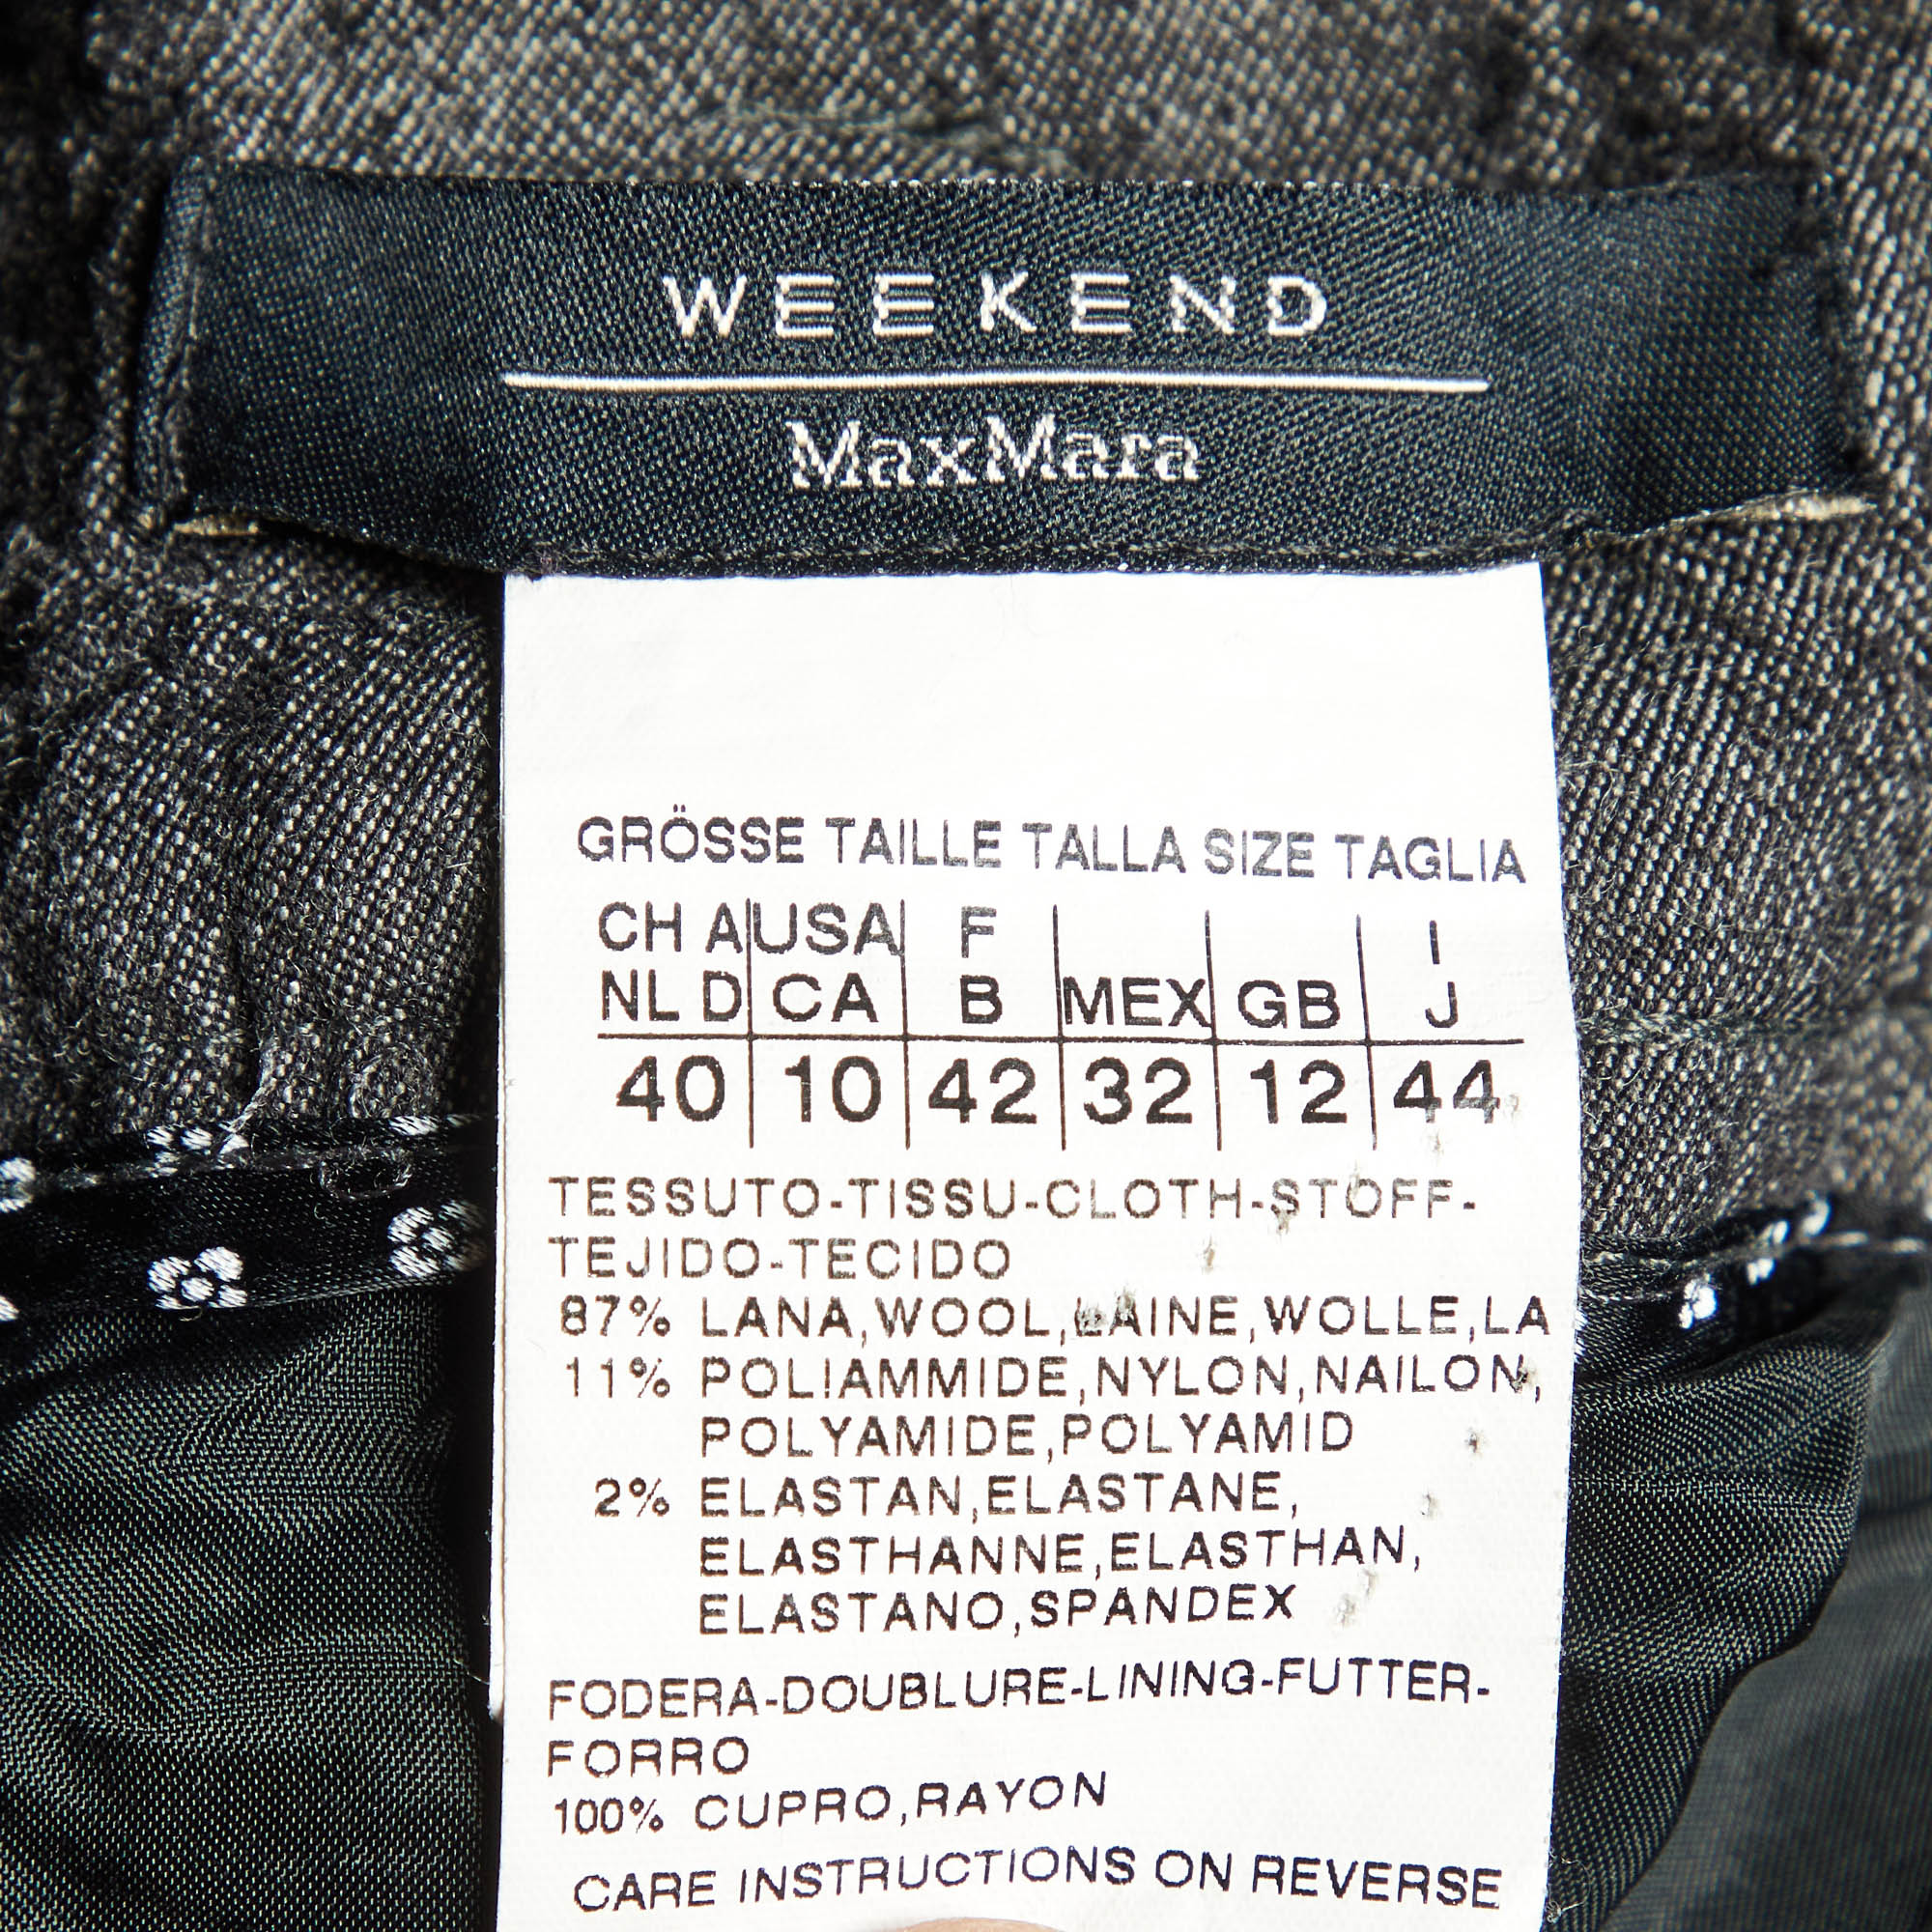 WEEKEND
MaxMara
GRÖSSE TAILLE TALLA SIZE TAGLIA
CH A USA F I
NL D CA B MEX GB J
40 10 42 32 12 44
TESSUTO-TISSU-CLOTH-STOFF-
TEJIDO-TECIDO
87% LANA,WOOL,LAINE,WOLLE,LA
11% POLIAMMIDE,NYLON,NAILON,
POLYAMIDE,POLYAMID
2% ELASTAN,ELASTANE,
ELASTHANNE,ELASTHAN,
ELASTANO,SPANDEX
FODERA-DOUBLURE-LINING-FUTTER-
FORRO
100% CUPRO,RAYON
CARE INSTRUCTIONS ON REVERSE